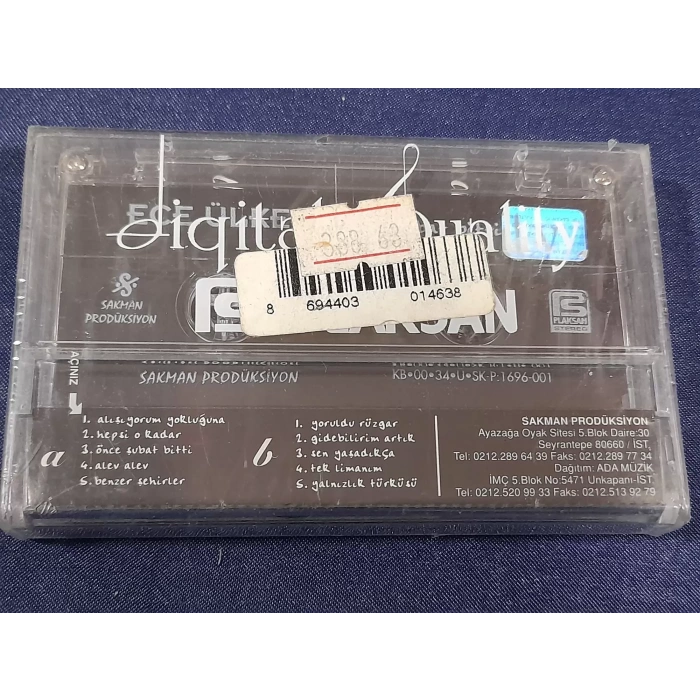 ECE ÜLKE
Digital Quality
SAKMAN
PRODÜKSİYON
PLAKSAN
PLAKSAN
STEREO
8 694403 014638
AÇINIZ
SAKMAN PRODÜKSİYON
KB•00•34•U•SK-P:1696-001
a
1. alışıyorum yokluğuna
2. hepsi o kadar
3. önce şubat bitti
4. alev alev
5. benzer şehirler
b
1. yoruldu rüzgar
2. gidebilirim artık
3. sen yaşadıkça
4. tek limanım
5. yalnızlık türküsü
SAKMAN PRODÜKSİYON
Ayazağa Oyak Sitesi 5.Blok Daire:30
Seyrantepe 80660 / İST.
Tel: 0212.289 64 39 Faks: 0212.289 77 34
Dağıtım: ADA MÜZİK
İMÇ 5.Blok No:5471 Unkapanı-İST.
Tel: 0212.520 99 33 Faks: 0212.513 92 79